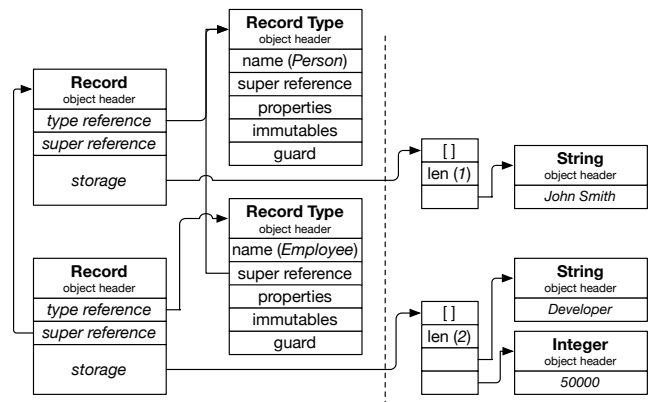 Record Type
object header
name (Person)
super reference
properties
immutables
guard
Record
object header
type reference
super reference
storage
[ ]
len (1)
String
object header
John Smith
Record Type
object header
name (Employee)
super reference
properties
immutables
guard
Record
object header
type reference
super reference
storage
[ ]
len (2)
String
object header
Developer
Integer
object header
50000